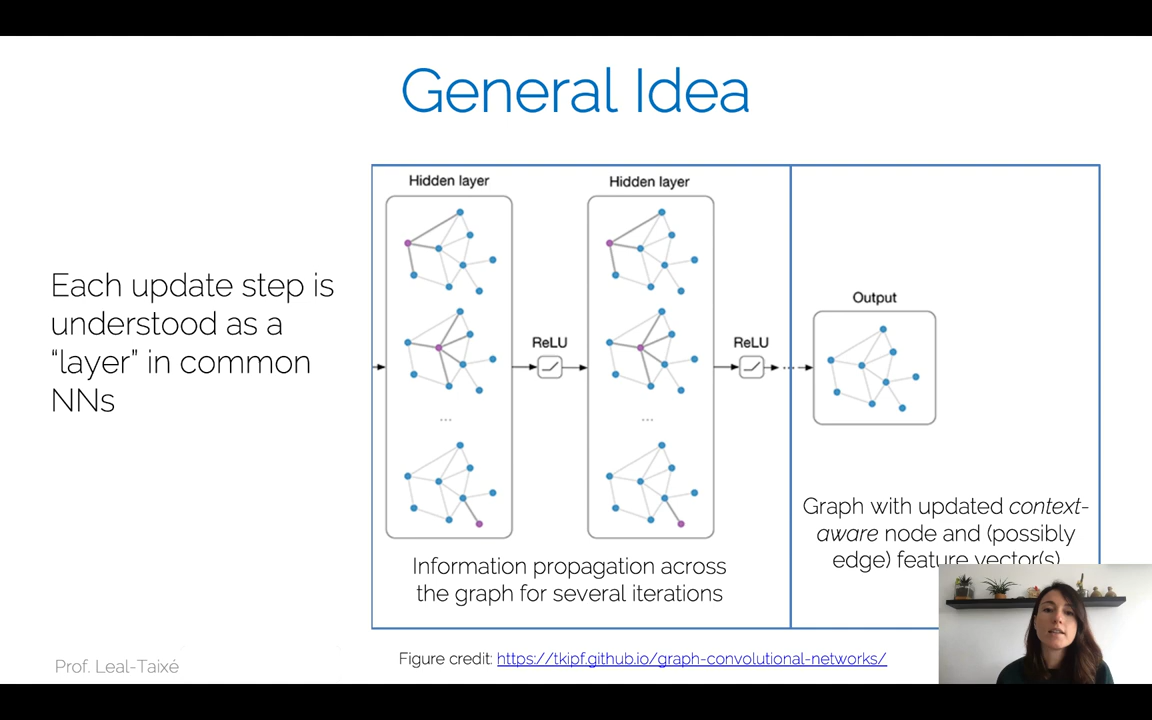 General Idea
Each update step is
understood as a
“layer” in common
NNs
Hidden layer
Hidden layer
ReLU
ReLU
Output
...
...
Information propagation across
the graph for several iterations
Graph with updated context-
aware node and (possibly
edge) feature vector(s)
Figure credit: https://tkipf.github.io/graph-convolutional-networks/
Prof. Leal-Taixé